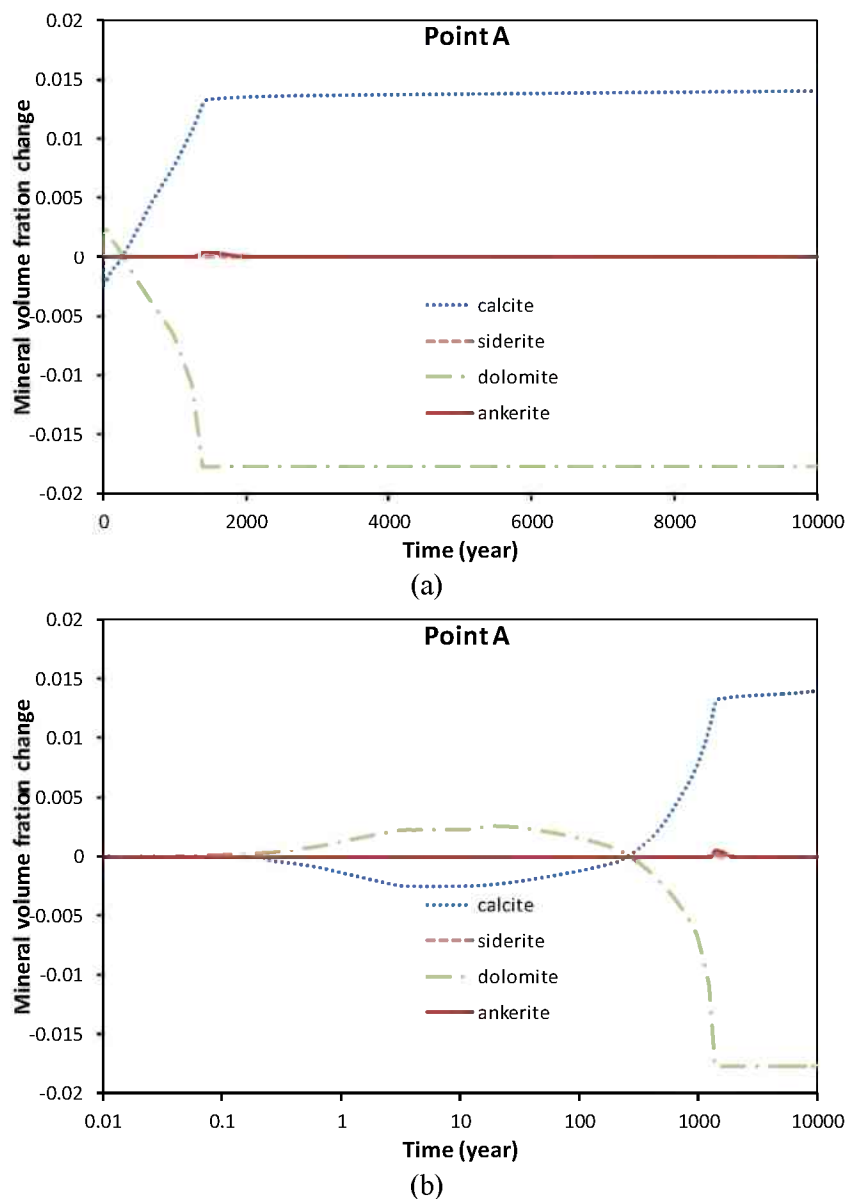 Point A
0.02
0.015
0.01
0.005
0
-0.005
-0.01
-0.015
-0.02
Mineral volume fration change
calcite
siderite
dolomite
ankerite
0 2000 4000 6000 8000 10000
Time (year)
(a)
Point A
0.02
0.015
0.01
0.005
0
-0.005
-0.01
-0.015
-0.02
Mineral volume fration change
calcite
siderite
dolomite
ankerite
0.01 0.1 1 10 100 1000 10000
Time (year)
(b)